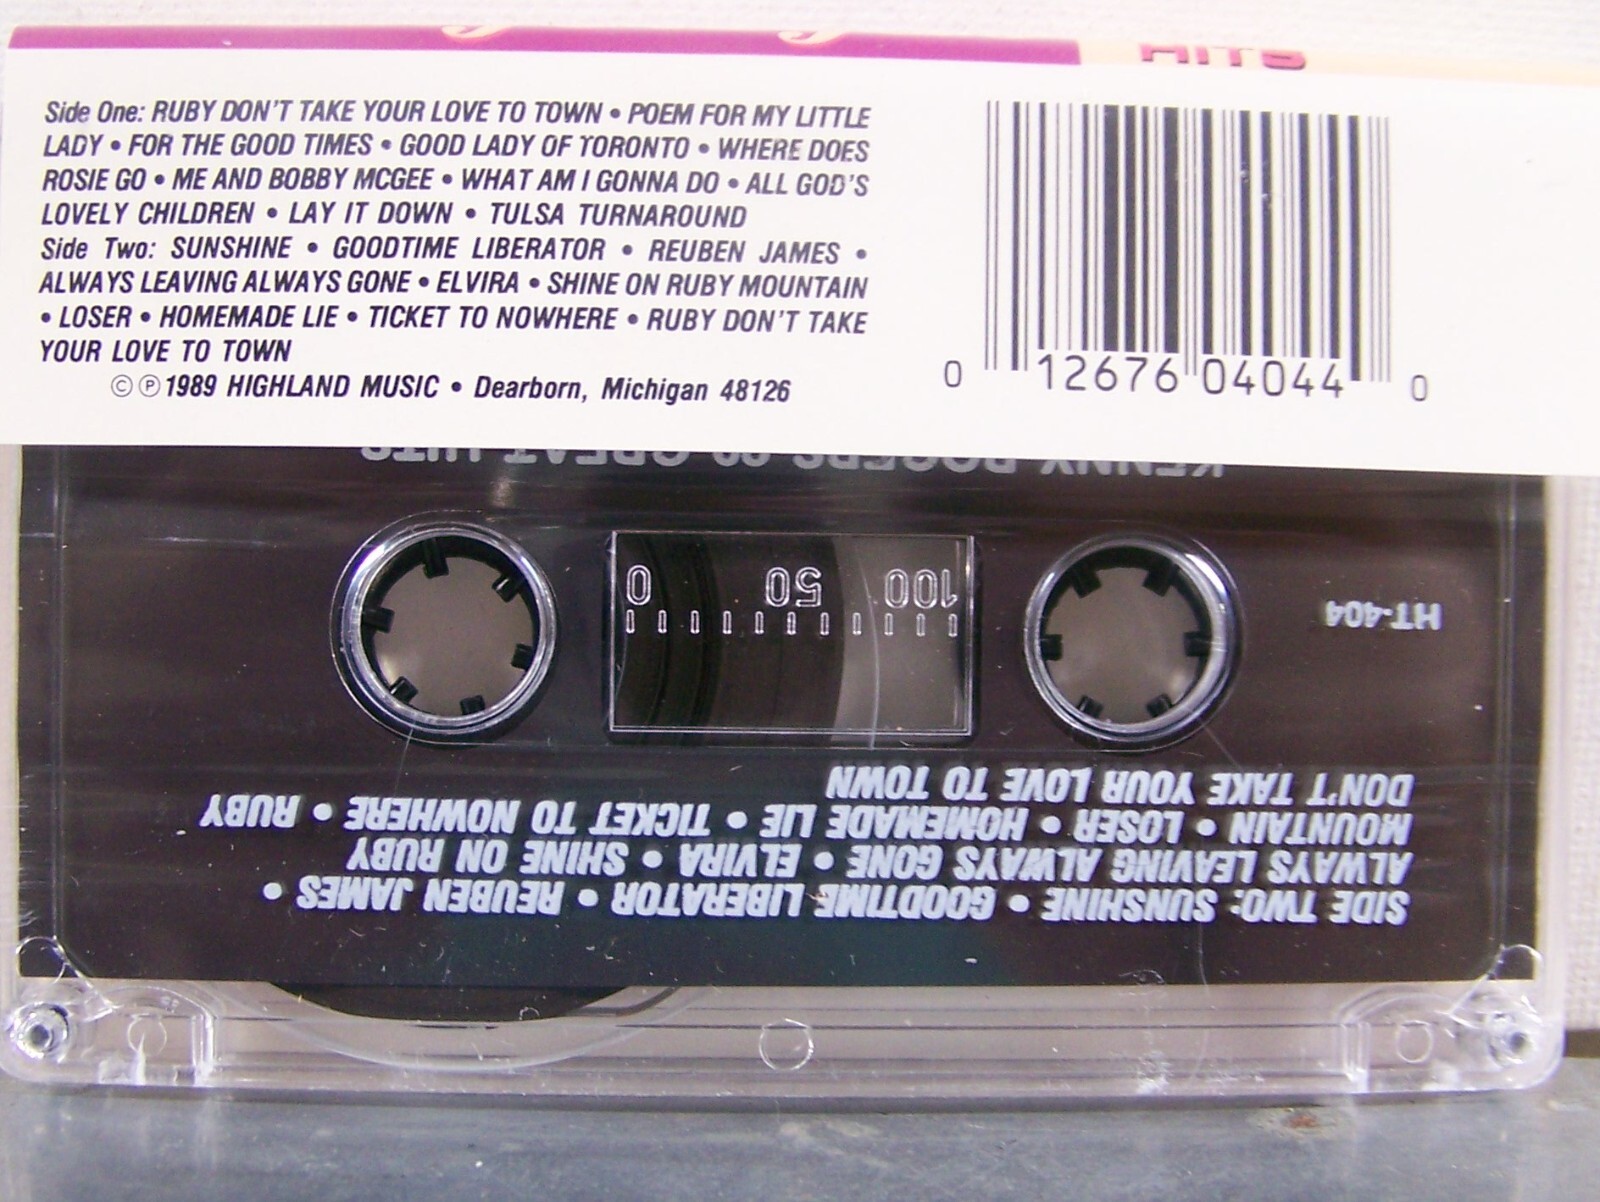 HITS
Side One: RUBY DON'T TAKE YOUR LOVE TO TOWN • POEM FOR MY LITTLE
LADY • FOR THE GOOD TIMES • GOOD LADY OF TORONTO • WHERE DOES
ROSIE GO • ME AND BOBBY MCGEE • WHAT AM I GONNA DO • ALL GOD'S
LOVELY CHILDREN • LAY IT DOWN • TULSA TURNAROUND
Side Two: SUNSHINE • GOODTIME LIBERATOR • REUBEN JAMES •
ALWAYS LEAVING ALWAYS GONE • ELVIRA • SHINE ON RUBY MOUNTAIN
• LOSER • HOMEMADE LIE • TICKET TO NOWHERE • RUBY DON'T TAKE
YOUR LOVE TO TOWN
© ℗ 1989 HIGHLAND MUSIC • Dearborn, Michigan 48126
0 12676 04044 0
KENNY ROGERS 20 GREAT HITS
0 50 100
HT-404
SIDE TWO: SUNSHINE • GOODTIME LIBERATOR • REUBEN JAMES •
ALWAYS LEAVING ALWAYS GONE • ELVIRA • SHINE ON RUBY
MOUNTAIN • LOSER • HOMEMADE LIE • TICKET TO NOWHERE • RUBY
DON'T TAKE YOUR LOVE TO TOWN